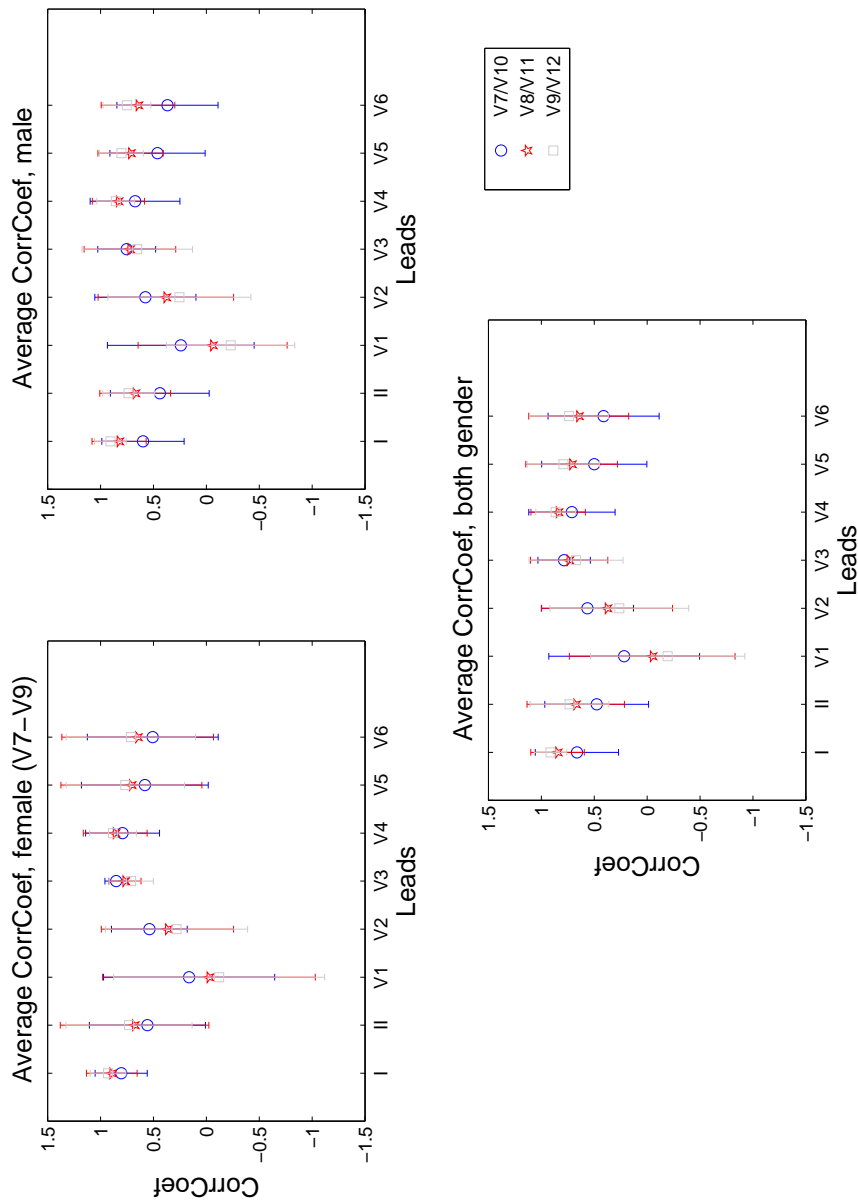 Average CorrCoef, female (V7−V9)
1.5
1
0.5
0
−0.5
−1
−1.5
CorrCoef
I II V1 V2 V3 V4 V5 V6
Leads
Average CorrCoef, male
1.5
1
0.5
0
−0.5
−1
−1.5
I II V1 V2 V3 V4 V5 V6
Leads
Average CorrCoef, both gender
1.5
1
0.5
0
−0.5
−1
−1.5
CorrCoef
I II V1 V2 V3 V4 V5 V6
Leads
V7/V10
V8/V11
V9/V12